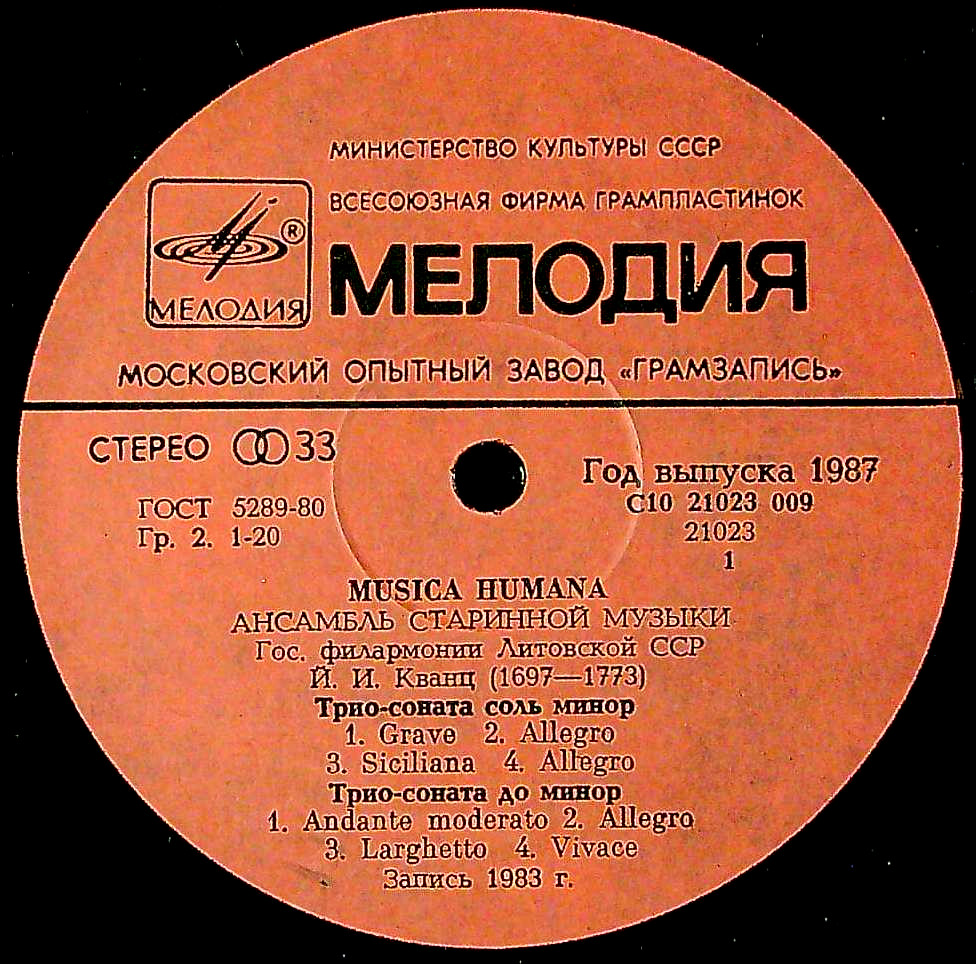 МИНИСТЕРСТВО КУЛЬТУРЫ СССР
ВСЕСОЮЗНАЯ ФИРМА ГРАМПЛАСТИНОК
МЕЛОДИЯ ®
МЕЛОДИЯ
МОСКОВСКИЙ ОПЫТНЫЙ ЗАВОД «ГРАМЗАПИСЬ»
СТЕРЕО 33
ГОСТ 5289-80
Гр. 2. 1-20
Год выпуска 1987
С10 21023 009
21023
1
MUSICA HUMANA
АНСАМБЛЬ СТАРИННОЙ МУЗЫКИ
Гос. филармонии Литовской ССР
Й. И. Кванц (1697—1773)
Трио-соната соль минор
1. Grave 2. Allegro
3. Siciliana 4. Allegro
Трио-соната до минор
1. Andante moderato 2. Allegro
3. Larghetto 4. Vivace
Запись 1983 г.